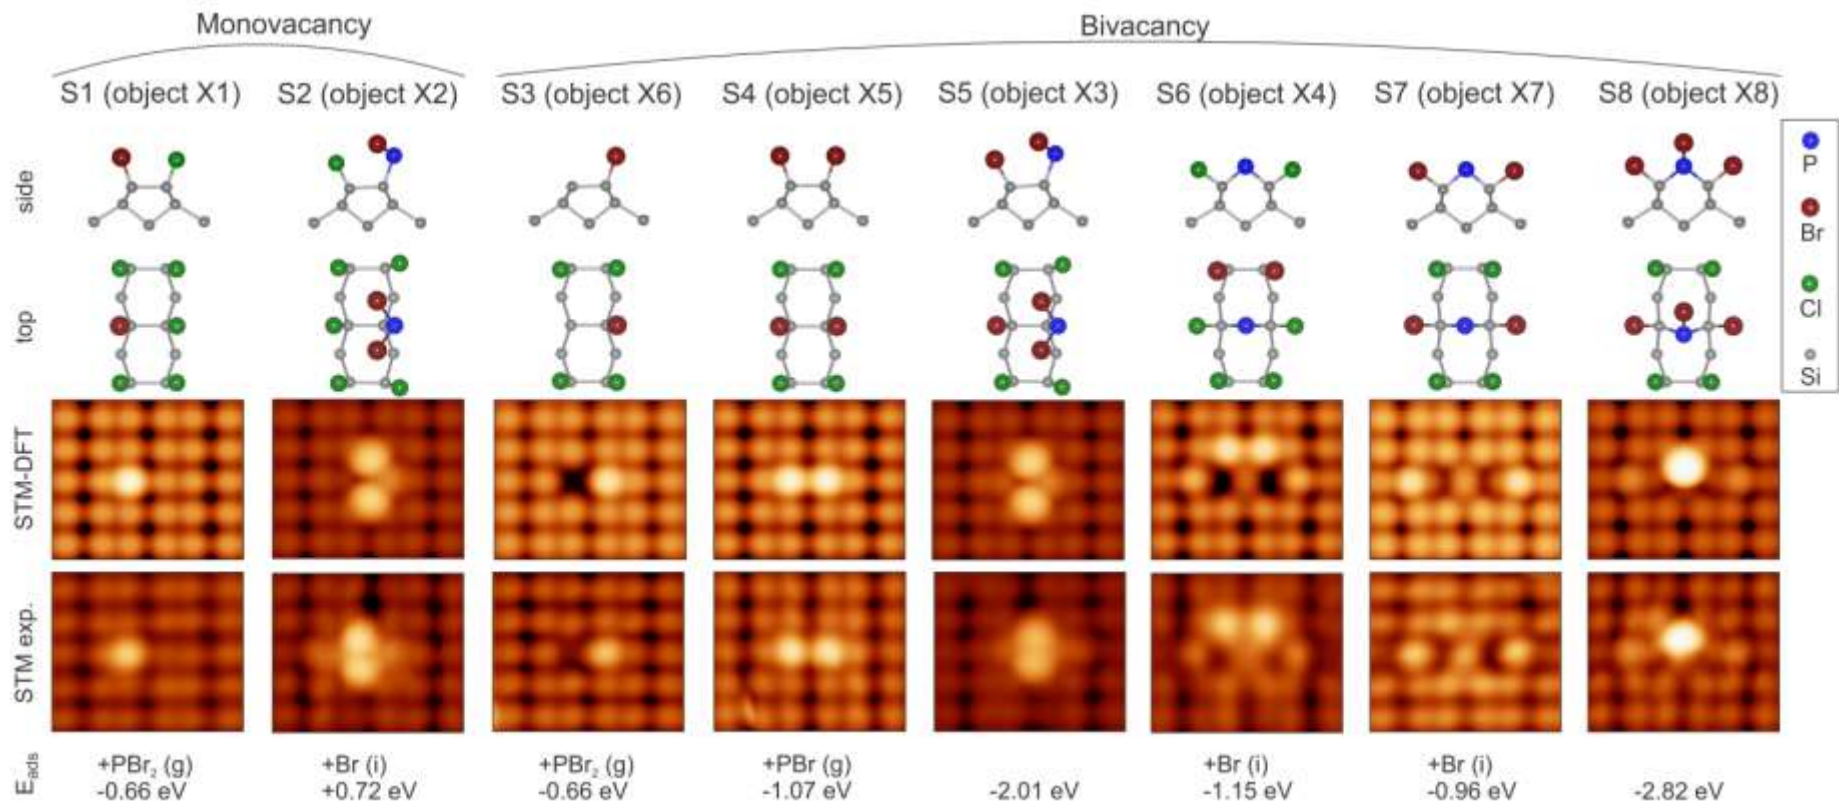 Monovacancy
Bivacancy
S1 (object X1) S2 (object X2) S3 (object X6) S4 (object X5) S5 (object X3) S6 (object X4) S7 (object X7) S8 (object X8)
side
P
Br
top
Cl
Si
STM-DFT
STM exp.
E_ads
+PBr₂ (g) +Br (i) +PBr₂ (g) +PBr (g) +Br (i) +Br (i)
-0.66 eV +0.72 eV -0.66 eV -1.07 eV -2.01 eV -1.15 eV -0.96 eV -2.82 eV